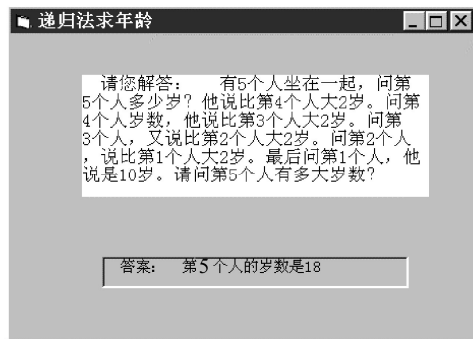 递归法求年龄
请您解答： 有5个人坐在一起，问第
5个人多少岁？他说比第4个人大2岁。问第
4个人岁数，他说比第3个人大2岁。问第
3个人，又说比第2个人大2岁。问第2个人
，说比第1个人大2岁。最后问第1个人，他
说是10岁。请问第5个人有多大岁数？
答案： 第5个人的岁数是18